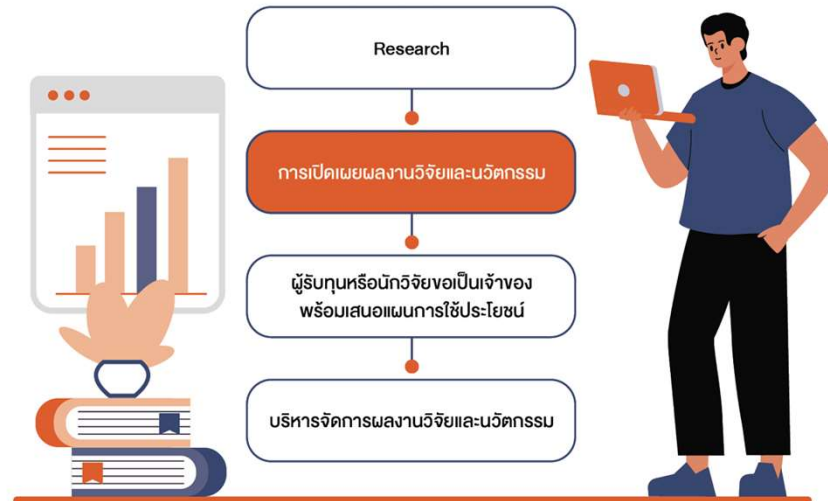 Research
การเปิดเผยผลงานวิจัยและนวัตกรรม
ผู้รับทุนหรือนักวิจัยขอเป็นเจ้าของ
พร้อมเสนอแผนการใช้ประโยชน์
บริหารจัดการผลงานวิจัยและนวัตกรรม